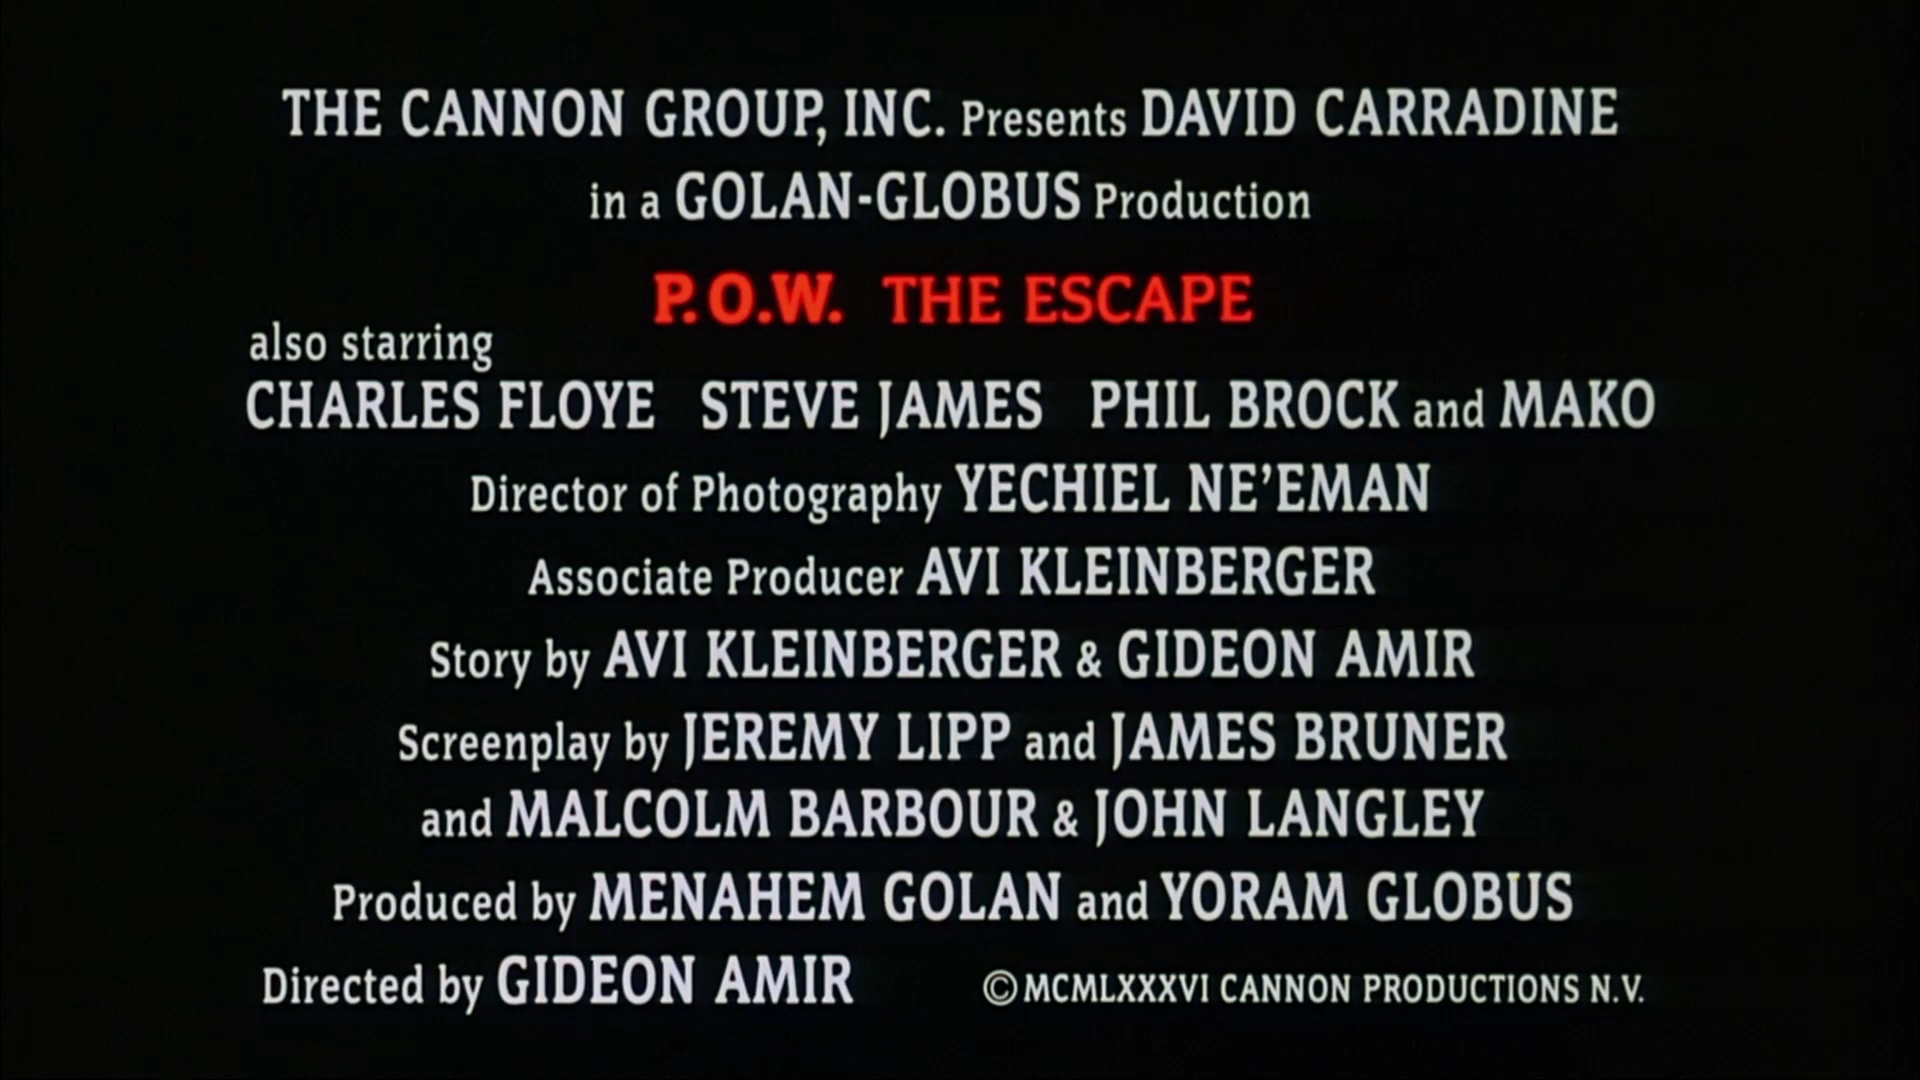 THE CANNON GROUP, INC. Presents DAVID CARRADINE
in a GOLAN-GLOBUS Production
P.O.W. THE ESCAPE
also starring
CHARLES FLOYE STEVE JAMES PHIL BROCK and MAKO
Director of Photography YECHIEL NE'EMAN
Associate Producer AVI KLEINBERGER
Story by AVI KLEINBERGER & GIDEON AMIR
Screenplay by JEREMY LIPP and JAMES BRUNER
and MALCOLM BARBOUR & JOHN LANGLEY
Produced by MENAHEM GOLAN and YORAM GLOBUS
Directed by GIDEON AMIR ©MCMLXXXVI CANNON PRODUCTIONS N.V.